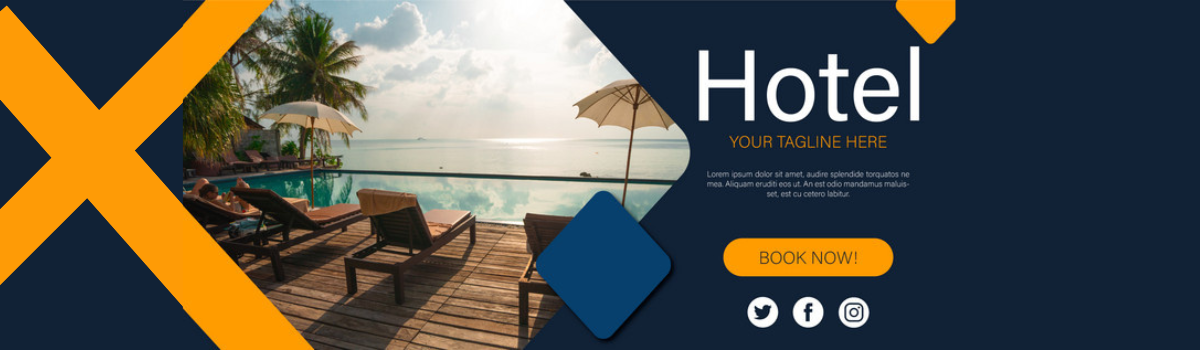 Hotel
YOUR TAGLINE HERE
Lorem ipsum dolor sit amet, audire splendide torquatos ne
mea. Aliquam eruditi eos ut. An est odio mandamus maluis-
set, est cu cetero labitur.
BOOK NOW!